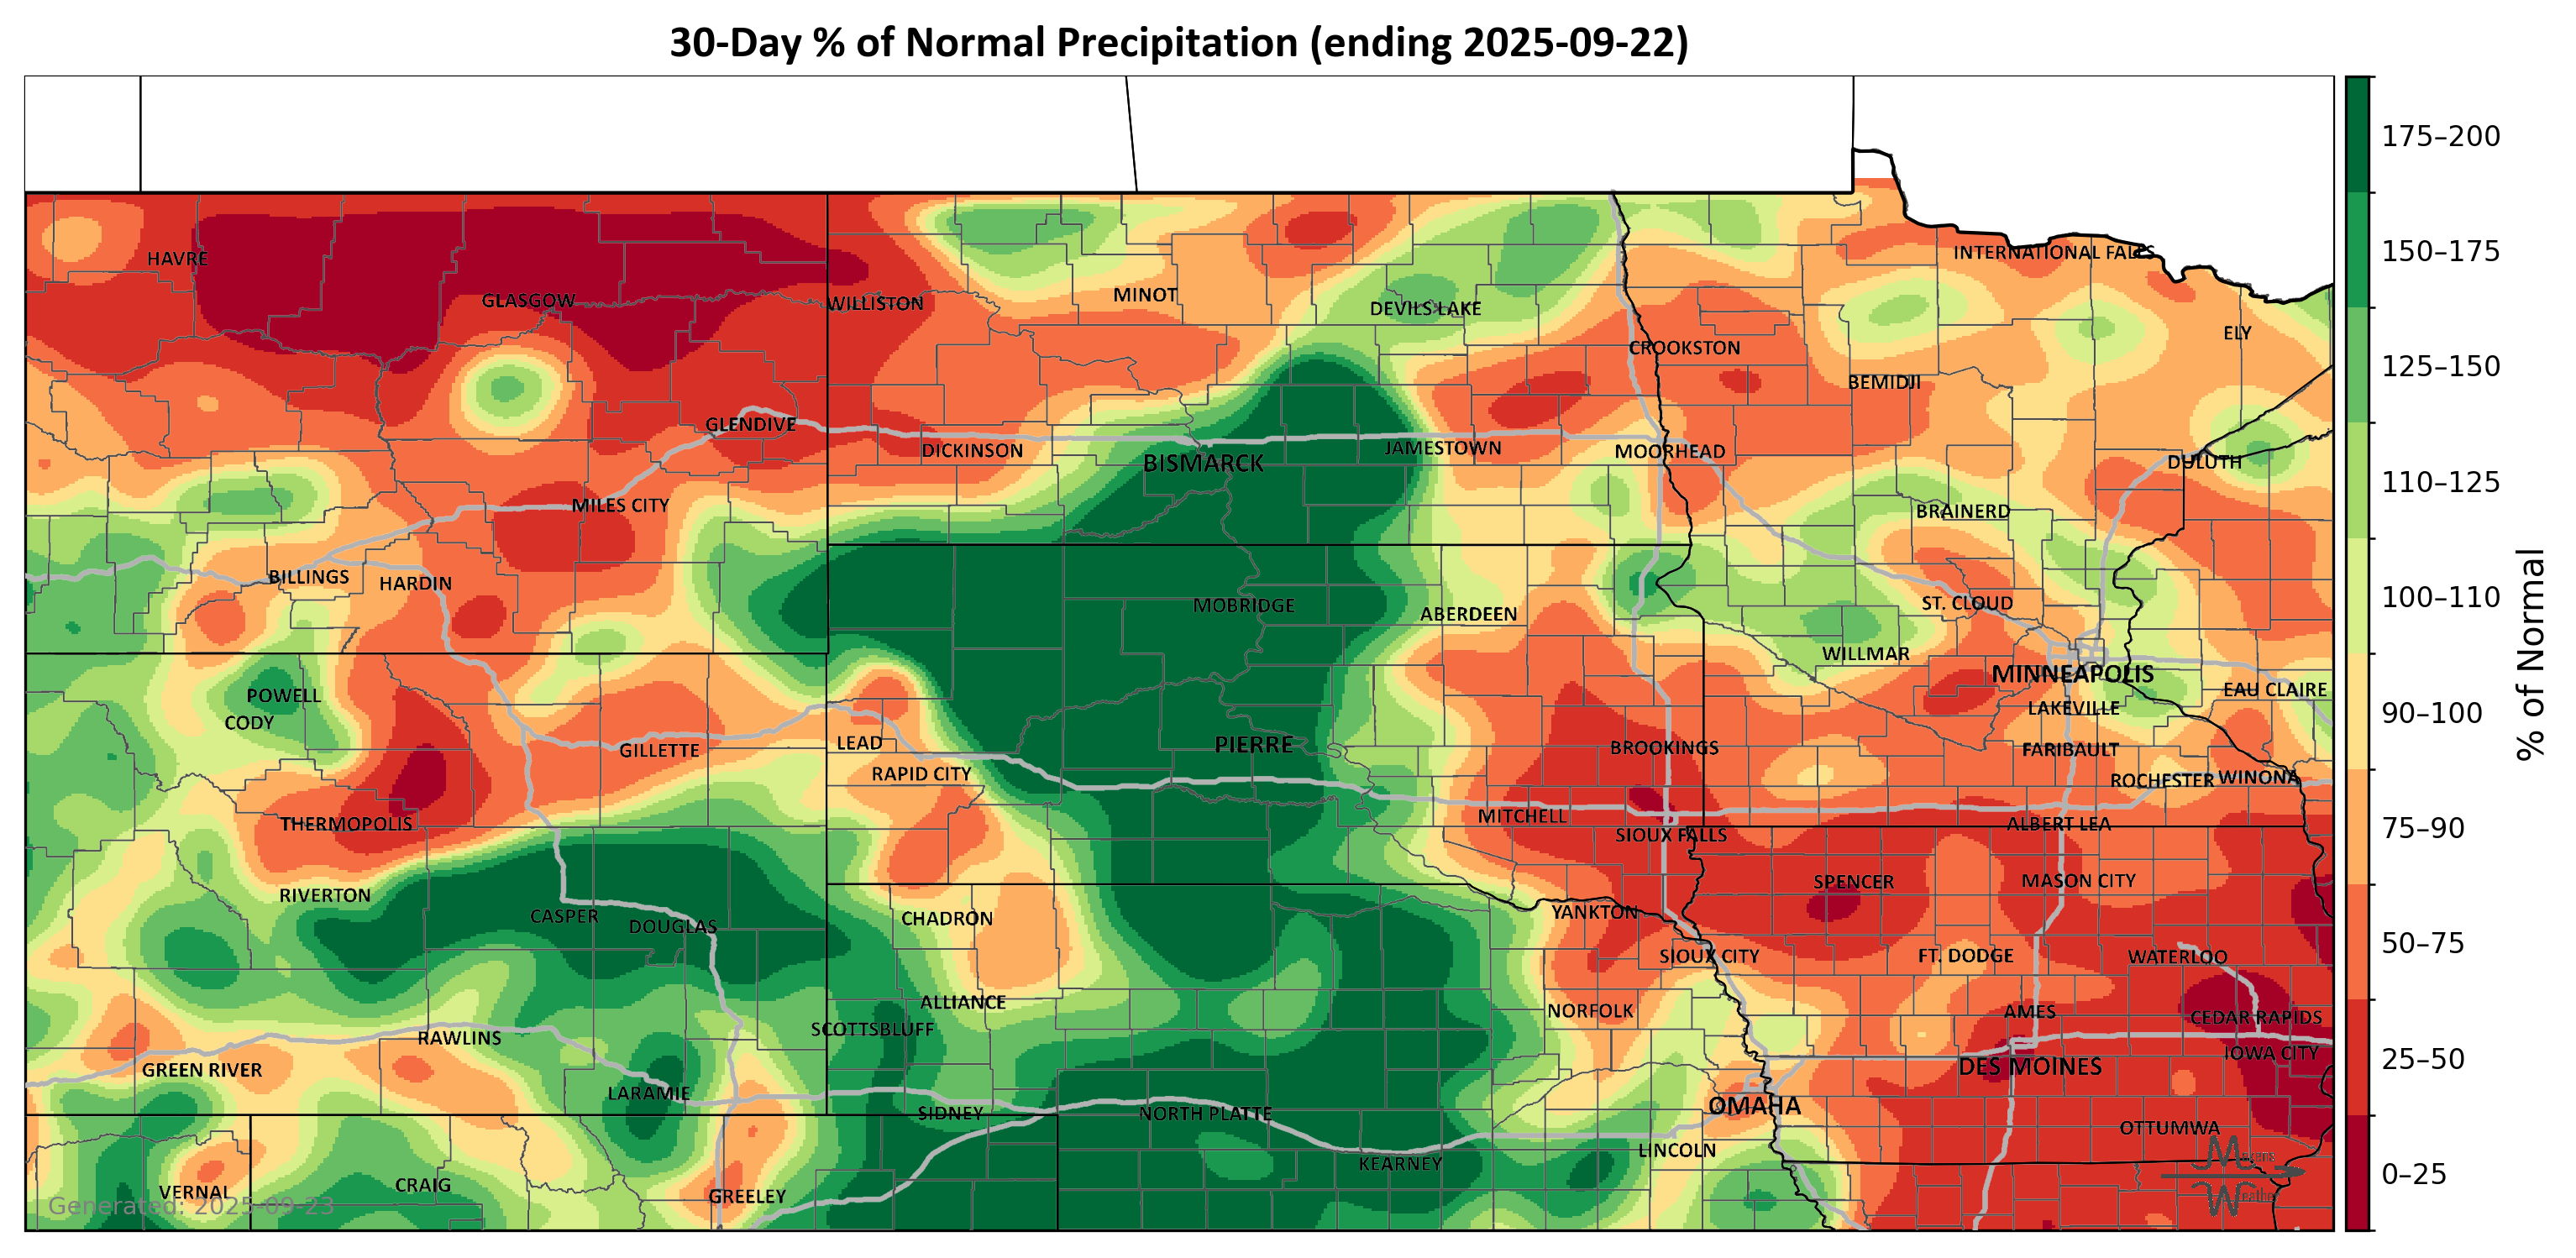 30-Day % of Normal Precipitation (ending 2025-09-22)
175–200
INTERNATIONAL FALLS
HAVRE
150–175
MINOT
GLASGOW
WILLISTON
DEVILS LAKE
ELY
CROOKSTON
125–150
BEMIDJI
GLENDIVE
DICKINSON
JAMESTOWN
MOORHEAD
BISMARCK
DULUTH
110–125
MILES CITY
BRAINERD
BILLINGS
HARDIN
100–110
ST. CLOUD
MOBRIDGE
ABERDEEN
WILLMAR
% of Normal
MINNEAPOLIS
EAU CLAIRE
POWELL
LAKEVILLE
90–100
CODY
LEAD
PIERRE
BROOKINGS
GILLETTE
FARIBAULT
RAPID CITY
ROCHESTER
WINONA
MITCHELL
THERMOPOLIS
ALBERT LEA
75–90
SIOUX FALLS
SPENCER
MASON CITY
RIVERTON
YANKTON
CASPER
CHADRON
DOUGLAS
50–75
SIOUX CITY
FT. DODGE
WATERLOO
ALLIANCE
NORFOLK
AMES
CEDAR RAPIDS
SCOTTSBLUFF
RAWLINS
IOWA CITY
25–50
GREEN RIVER
DES MOINES
LARAMIE
OMAHA
SIDNEY
NORTH PLATTE
OTTUMWA
LINCOLN
KEARNEY
0–25
VERNAL
CRAIG
GREELEY
Generated: 2025-09-23